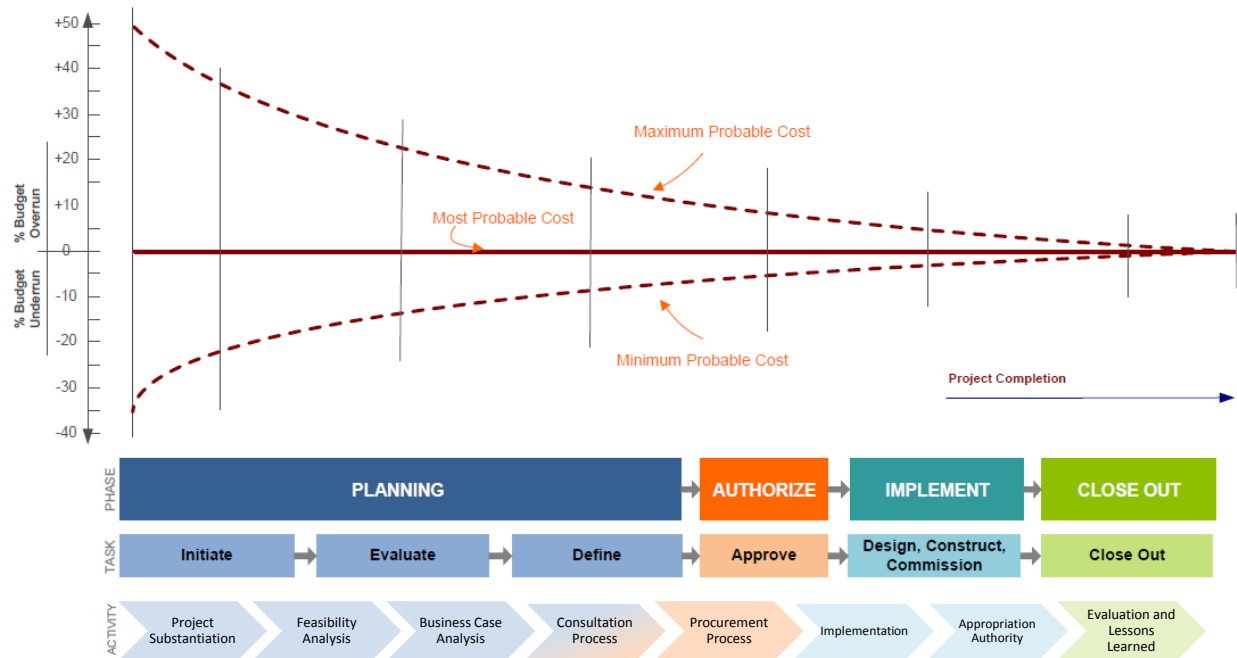 +50
+40
+30
+20
+10
0
-10
-20
-30
-40
% Budget
Overrun
% Budget
Underrun
Maximum Probable Cost
Most Probable Cost
Minimum Probable Cost
Project Completion
PHASE
PLANNING
AUTHORIZE
IMPLEMENT
CLOSE OUT
TASK
Initiate
Evaluate
Define
Approve
Design, Construct,
Commission
Close Out
ACTIVITY
Project
Substantiation
Feasibility
Analysis
Business Case
Analysis
Consultation
Process
Procurement
Process
Implementation
Appropriation
Authority
Evaluation and
Lessons
Learned